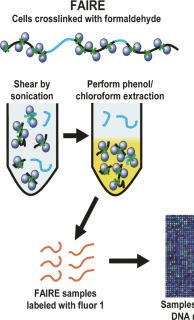 FAIRE
Cells crosslinked with formaldehyde
Shear by
sonication
Perform phenol/
chloroform extraction
FAIRE samples
labeled with fluor 1
Samples
DNA